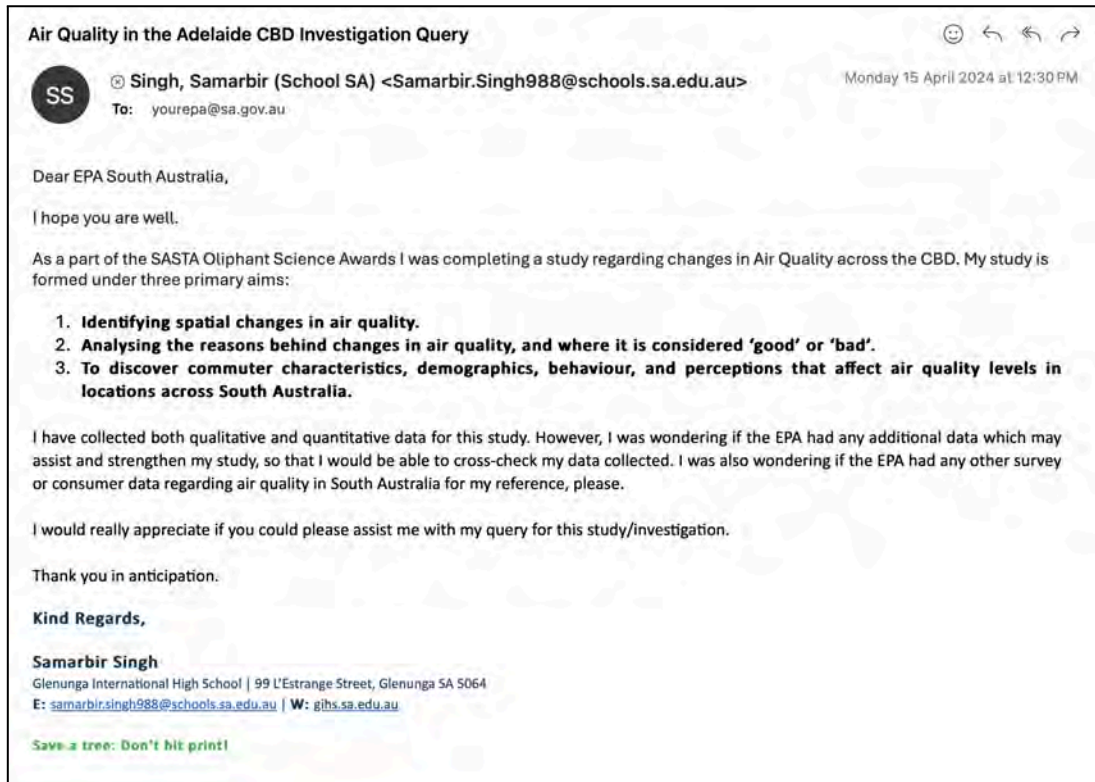 Air Quality in the Adelaide CBD Investigation Query
SS
Singh, Samarbir (School SA) <Samarbir.Singh988@schools.sa.edu.au>
Monday 15 April 2024 at 12:30 PM
To: yourepa@sa.gov.au
Dear EPA South Australia,
I hope you are well.
As a part of the SASTA Oliphant Science Awards I was completing a study regarding changes in Air Quality across the CBD. My study is
formed under three primary aims:
1. Identifying spatial changes in air quality.
2. Analysing the reasons behind changes in air quality, and where it is considered 'good' or 'bad'.
3. To discover commuter characteristics, demographics, behaviour, and perceptions that affect air quality levels in
locations across South Australia.
I have collected both qualitative and quantitative data for this study. However, I was wondering if the EPA had any additional data which may
assist and strengthen my study, so that I would be able to cross-check my data collected. I was also wondering if the EPA had any other survey
or consumer data regarding air quality in South Australia for my reference, please.
I would really appreciate if you could please assist me with my query for this study/investigation.
Thank you in anticipation.
Kind Regards,
Samarbir Singh
Glenunga International High School | 99 L'Estrange Street, Glenunga SA 5064
E: samarbir.singh988@schools.sa.edu.au | W: gihs.sa.edu.au
Save a tree: Don't hit print!